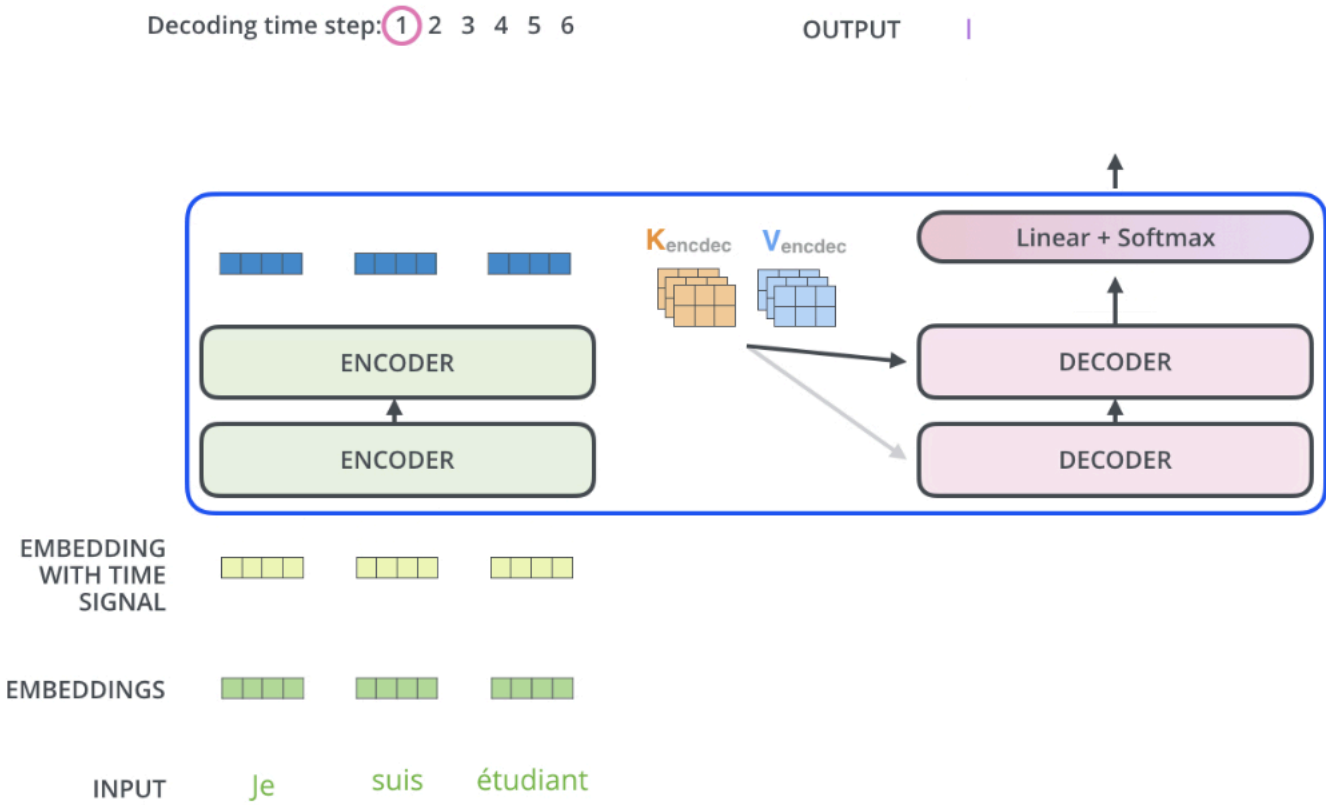 Decoding time step: 1 2 3 4 5 6
OUTPUT I
Kencdec Vencdec
Linear + Softmax
ENCODER
DECODER
ENCODER
DECODER
EMBEDDING
WITH TIME
SIGNAL
EMBEDDINGS
INPUT Je suis étudiant